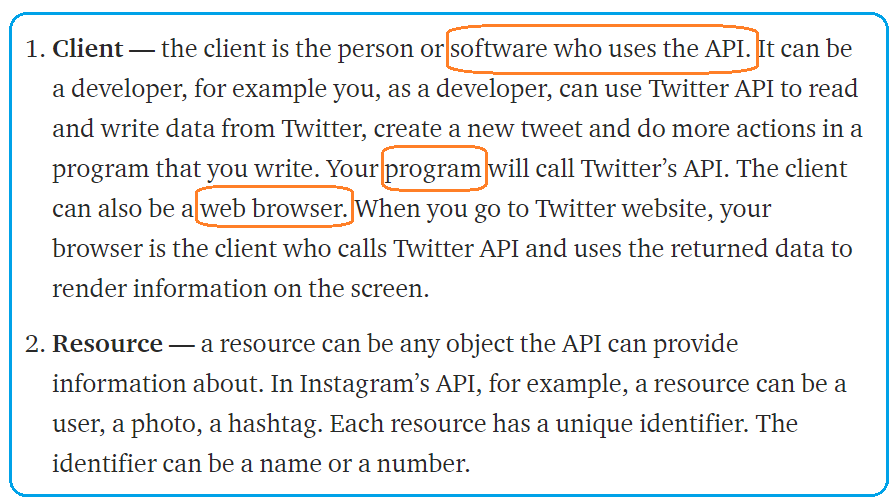 1. Client — the client is the person or software who uses the API. It can be
a developer, for example you, as a developer, can use Twitter API to read
and write data from Twitter, create a new tweet and do more actions in a
program that you write. Your program will call Twitter’s API. The client
can also be a web browser. When you go to Twitter website, your
browser is the client who calls Twitter API and uses the returned data to
render information on the screen.
2. Resource — a resource can be any object the API can provide
information about. In Instagram’s API, for example, a resource can be a
user, a photo, a hashtag. Each resource has a unique identifier. The
identifier can be a name or a number.